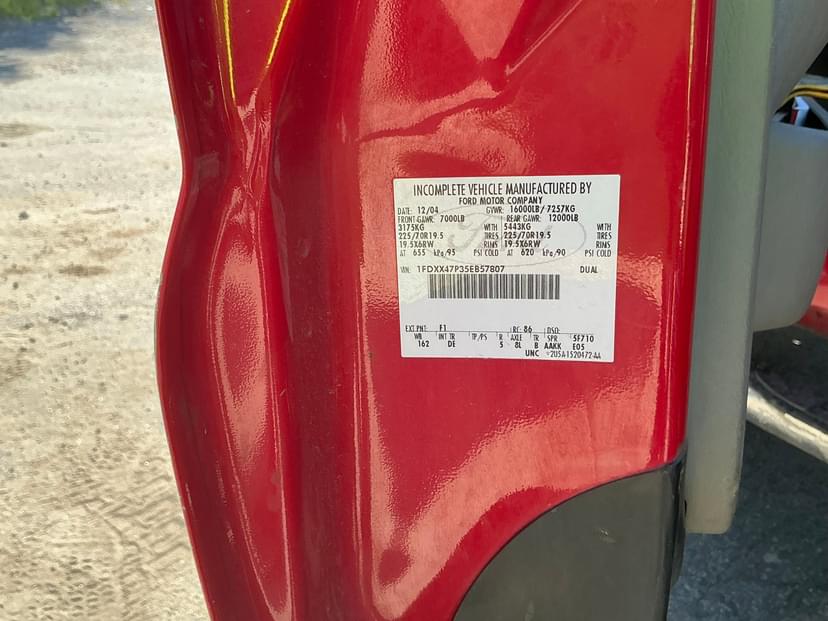 INCOMPLETE VEHICLE MANUFACTURED BY
FORD MOTOR COMPANY
DATE: 12/04 GVWR: 16000LB/ 7257KG
FRONT GAWR: 7000LB REAR GAWR: 12000LB
3175KG WITH 5443KG WITH
225/70R19.5 TIRES 225/70R19.5 TIRES
19.5X6RW RIMS 19.5X6RW RIMS
AT 655 kPa/95 PSI COLD AT 620 kPa/90 PSI COLD
VIN: 1FDXX47P35EB57807 DUAL
EXT PNT: F1 RC: 86 DSO:
WB INT TR TP/PS R AXLE TR SPR 5F710
162 DE 5 8L B AAKK E05
UNC 2U5A-1520472-AA